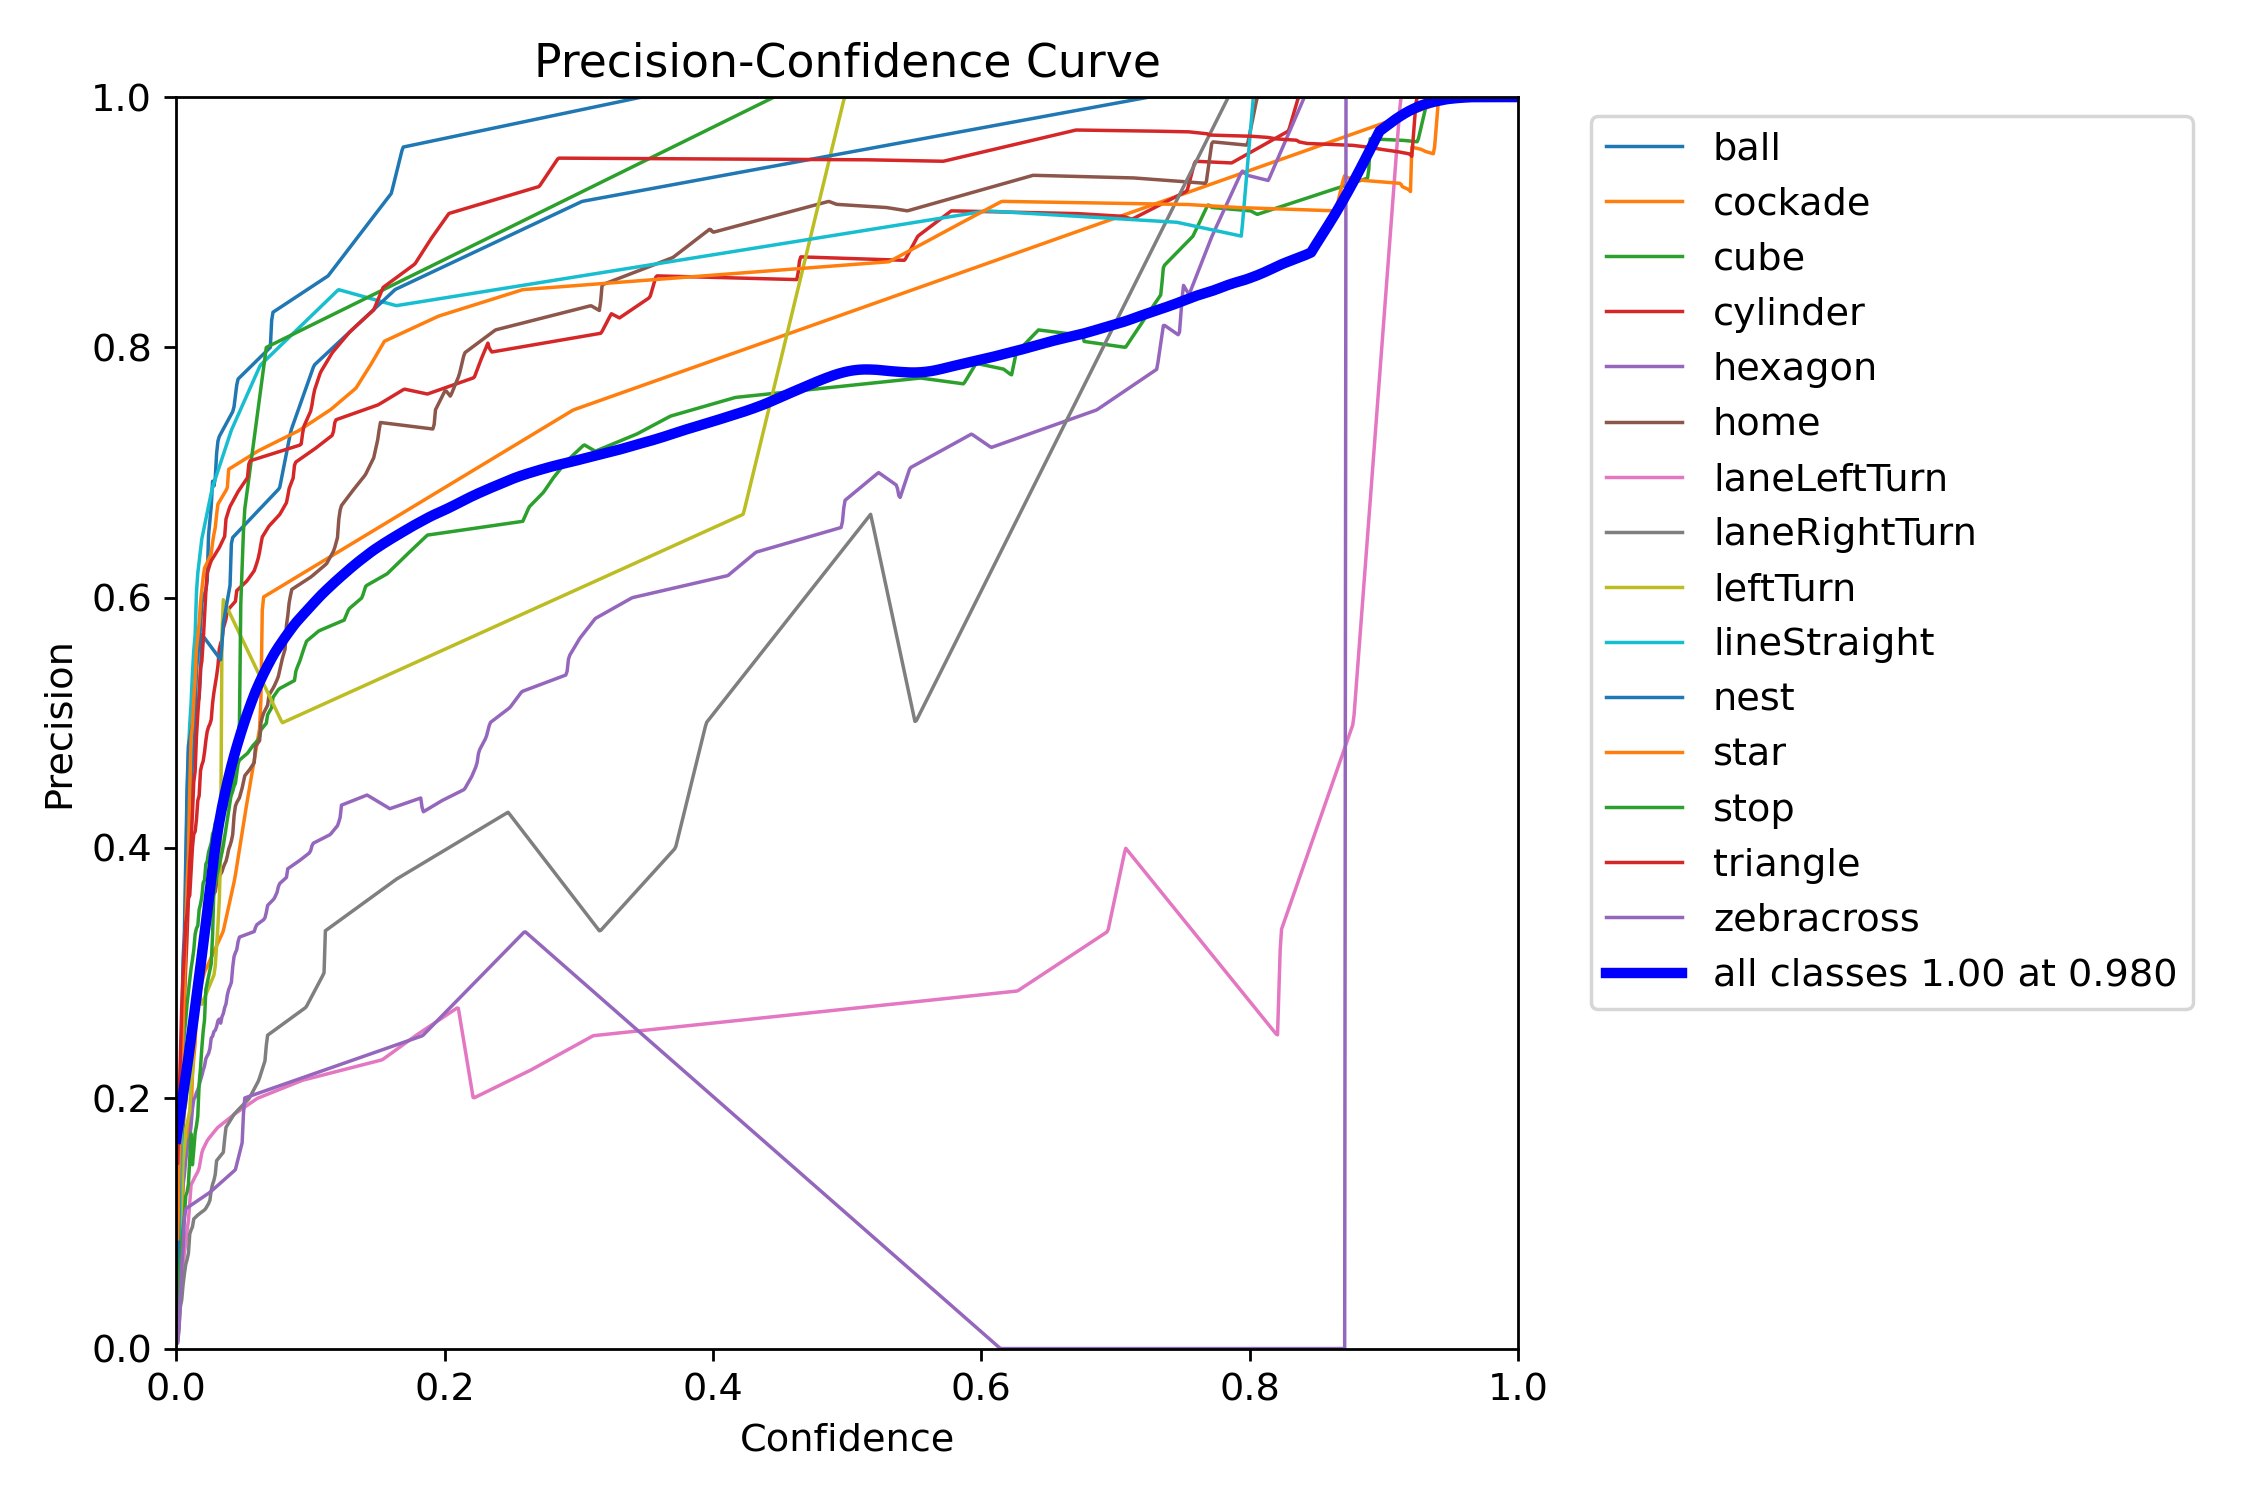 Precision-Confidence Curve
1.0
0.8
0.6
0.4
0.2
0.0
Precision
0.0 0.2 0.4 0.6 0.8 1.0
Confidence
ball
cockade
cube
cylinder
hexagon
home
laneLeftTurn
laneRightTurn
leftTurn
lineStraight
nest
star
stop
triangle
zebracross
all classes 1.00 at 0.980